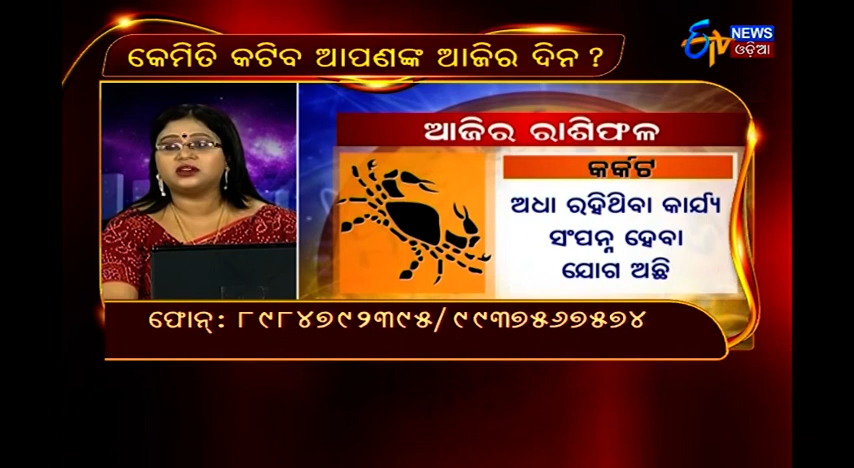 କେମିତି କଟିବ ଆପଣଙ୍କ ଆଜିର ଦିନ ?
ETV NEWS
ଓଡ଼ିଆ
ଆଜିର ରାଶିଫଳ
କର୍କଟ
ଅଧା ରହିଥିବା କାର୍ଯ୍ୟ
ସଂପନ୍ନ ହେବା
ଯୋଗ ଅଛି
ଫୋନ୍ : ୮୯୮୪୭୯୨୩୯୫/ ୯୯୩୭୫୬୭୫୭୪